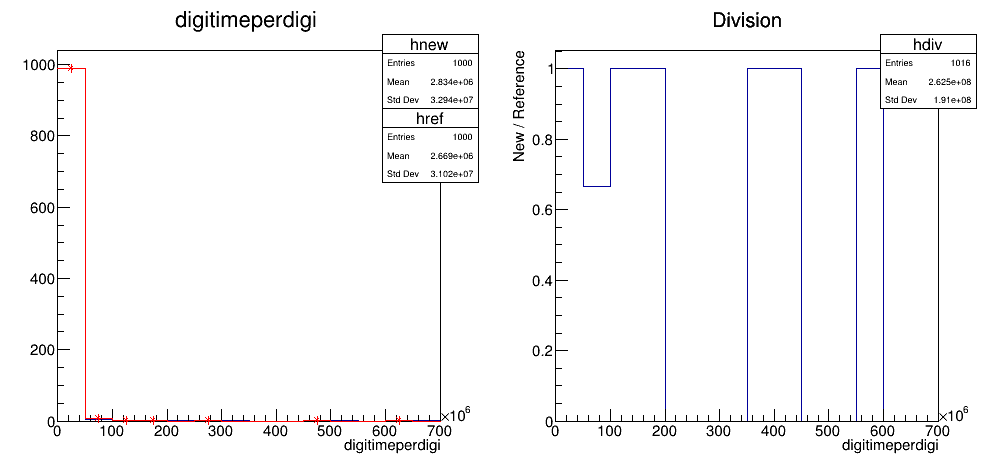 digitimeperdigi
hnew
Entries 1000
Mean 2.834e+06
Std Dev 3.294e+07
href
Entries 1000
Mean 2.669e+06
Std Dev 3.102e+07
1000
800
600
400
200
0
0 100 200 300 400 500 600 700
×10⁶
digitimeperdigi
Division
hdiv
Entries 1016
Mean 2.625e+08
Std Dev 1.91e+08
New / Reference
1
0.8
0.6
0.4
0.2
0
0 100 200 300 400 500 600 700
×10⁶
digitimeperdigi